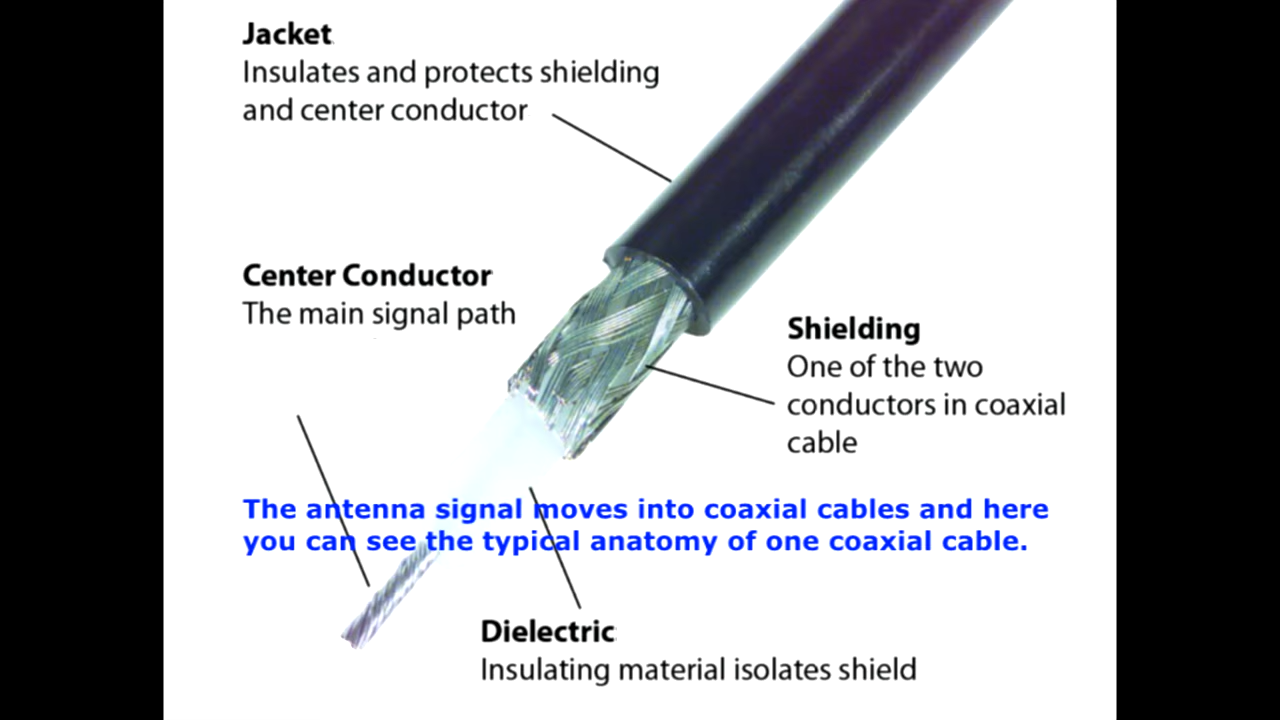 Jacket
Insulates and protects shielding
and center conductor
Center Conductor
The main signal path
Shielding
One of the two
conductors in coaxial
cable
The antenna signal moves into coaxial cables and here
you can see the typical anatomy of one coaxial cable.
Dielectric
Insulating material isolates shield